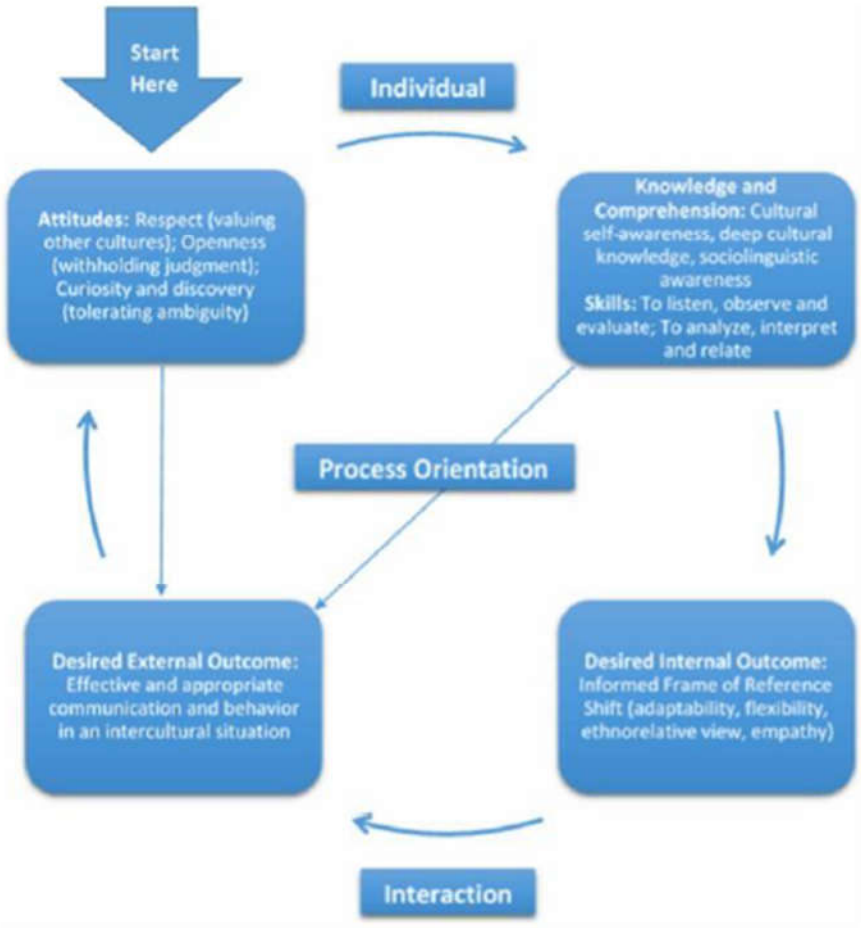 Start
Here
Individual
Attitudes: Respect (valuing
other cultures); Openness
(withholding judgment);
Curiosity and discovery
(tolerating ambiguity)
Knowledge and
Comprehension: Cultural
self-awareness, deep cultural
knowledge, sociolinguistic
awareness
Skills: To listen, observe and
evaluate; To analyze, interpret
and relate
Process Orientation
Desired External Outcome:
Effective and appropriate
communication and behavior
in an intercultural situation
Desired Internal Outcome:
Informed Frame of Reference
Shift (adaptability, flexibility,
ethnorelative view, empathy)
Interaction